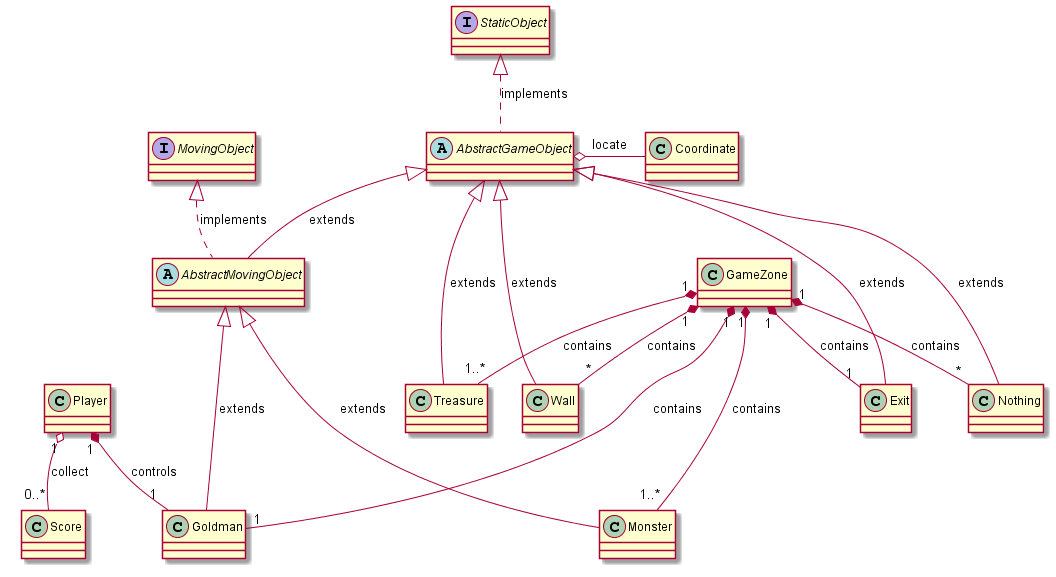 I StaticObject
implements
I MovingObject
A AbstractGameObject
locate
C Coordinate
implements
extends
A AbstractMovingObject
C GameZone
extends
extends
extends
extends
1
1
1
1
1
1
contains
contains
contains
contains
1..*
*
1
*
C Player
C Treasure
C Wall
C Exit
C Nothing
extends
extends
contains
contains
1
1
collect
controls
0..*
1
1..*
C Score
C Goldman
1
C Monster